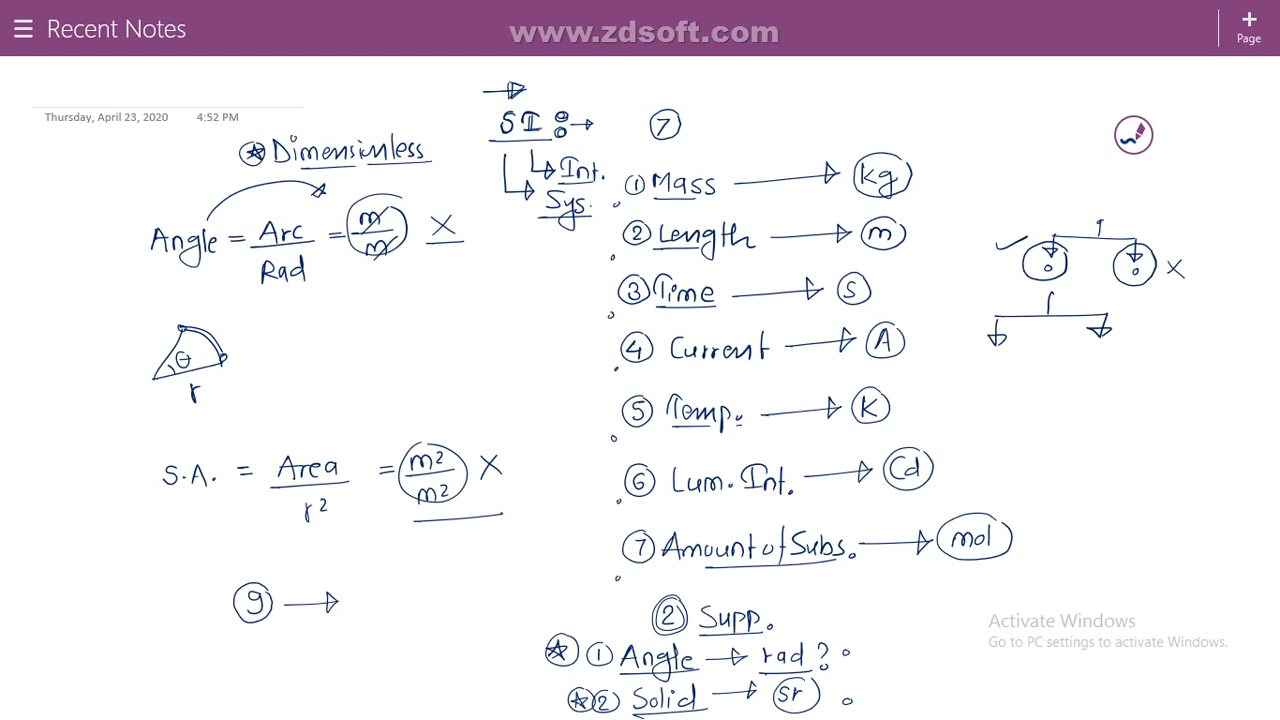 Recent Notes
www.zdsoft.com
+
Page
Thursday, April 23, 2020 4:52 PM
Dimensionless
Angle = Arc / Rad = m / m X
θ
r
S.A. = Area / r² = m² / m² X
9 →
SI :→ 7
Int.
Sys.
1 Mass → kg
2 Length → m
3 Time → S
4 Current → A
5 Temp. → K
6 Lum. Int. → Cd
7 Amount of Subs. → mol
2 Supp.
1 Angle → rad ?
2 Solid → sr
X
Activate Windows
Go to PC settings to activate Windows.